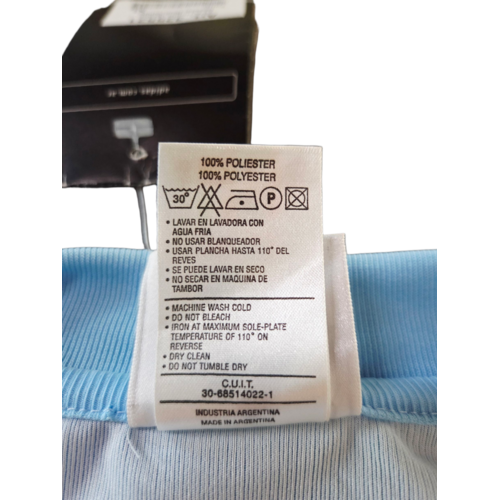 100% POLIESTER
100% POLYESTER
30° P
• LAVAR EN LAVADORA CON
AGUA FRIA
• NO USAR BLANQUEADOR
• USAR PLANCHA HASTA 110° DEL
REVES
• SE PUEDE LAVAR EN SECO
• NO SECAR EN MAQUINA DE
TAMBOR
• MACHINE WASH COLD
• DO NOT BLEACH
• IRON AT MAXIMUM SOLE-PLATE
TEMPERATURE OF 110° ON
REVERSE
• DRY CLEAN
• DO NOT TUMBLE DRY
C.U.I.T.
30-68514022-1
INDUSTRIA ARGENTINA
MADE IN ARGENTINA